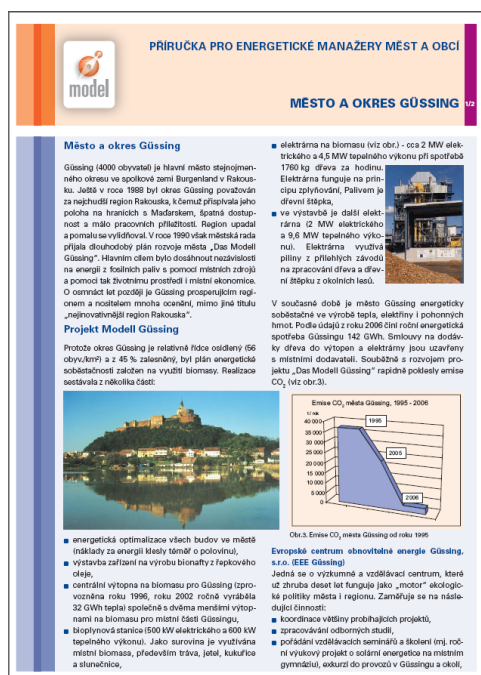 PŘÍRUČKA PRO ENERGETICKÉ MANAŽERY MĚST A OBCÍ
model
MĚSTO A OKRES GÜSSING
1/2
Město a okres Güssing
Güssing (4000 obyvatel) je hlavní město stejnojmen-
ného okresu ve spolkové zemi Burgenland v Rakous-
ku. Ještě v roce 1988 byl okres Güssing považován
za nejchudší region Rakouska, k čemuž přispívala jeho
poloha na hranicích s Maďarskem, špatná dostup-
nost a málo pracovních příležitostí. Region upadal
a pomalu se vylidňoval. V roce 1990 však městská rada
přijala dlouhodobý plán rozvoje města „Das Modell
Güssing“. Hlavním cílem bylo dosáhnout nezávislosti
na energii z fosilních paliv s pomocí místních zdrojů
a pomoci tak životnímu prostředí i místní ekonomice.
O osmnáct let později je Güssing prosperujícím regi-
onem a nositelem mnoha ocenění, mimo jiné titulu
„nejinovativnější region Rakouska“.
Projekt Modell Güssing
Protože okres Güssing je relativně řídce osídlený (56
obyv./km²) a z 45 % zalesněný, byl plán energetické
soběstačnosti založen na využití biomasy. Realizace
sestávala z několika částí:
■ energetická optimalizace všech budov ve městě
(náklady za energii klesly téměř o polovinu),
■ výstavba zařízení na výrobu bionafty z řepkového
oleje,
■ centrální výtopna na biomasu pro Güssing (zpro-
vozněna roku 1996, roku 2002 ročně vyráběla
32 GWh tepla) společně s dvěma menšími výtop-
nami na biomasu pro místní části Güssingu,
■ bioplynová stanice (500 kW elektrického a 600 kW
tepelného výkonu). Jako surovina je využívána
místní biomasa, především tráva, jetel, kukuřice
a slunečnice,
■ elektrárna na biomasu (viz obr.) - cca 2 MW elek-
trického a 4,5 MW tepelného výkonu při spotřebě
1760 kg dřeva za hodinu.
Elektrárna funguje na prin-
cipu zplyňování, Palivem je
dřevní štěpka,
■ ve výstavbě je další elekt-
rárna (2 MW elektrického
a 9,6 MW tepelného výko-
nu). Elektrárna využívá
piliny z přilehlých závodů
na zpracování dřeva a dřev-
ní štěpky z okolních lesů.
V současné době je město Güssing energeticky
soběstačné ve výrobě tepla, elektřiny i pohonných
hmot. Podle údajů z roku 2006 činí roční energetická
spotřeba Güssingu 142 GWh. Smlouvy na dodáv-
ky dřeva do výtopen a elektrárny jsou uzavřeny
s místními dodavateli. Souběžně s rozvojem pro-
jektu „Das Modell Güssing“ rapidně poklesly emise
CO₂ (viz obr.3).
Emise CO₂ města Güssing, 1995 - 2006
t / rok
40 000
35 000
30 000
25 000
20 000
15 000
10 000
5 000
0
1995
2005
2006
Obr.3. Emise CO₂ města Güssing od roku 1995
Evropské centrum obnovitelné energie Güssing,
s.r.o. (EEE Güssing)
Jedná se o výzkumné a vzdělávací centrum, které
už zhruba deset let funguje jako „motor“ ekologic-
ké politiky města i regionu. Zaměřuje se na násle-
dující činnosti:
■ koordinace většiny probíhajících projektů,
■ zpracovávání odborných studií,
■ pořádání vzdělávacích seminářů a školení (mj. roč-
ní výukový projekt o solární energetice na místním
gymnáziu), exkurzí do provozů v Güssingu a okolí,